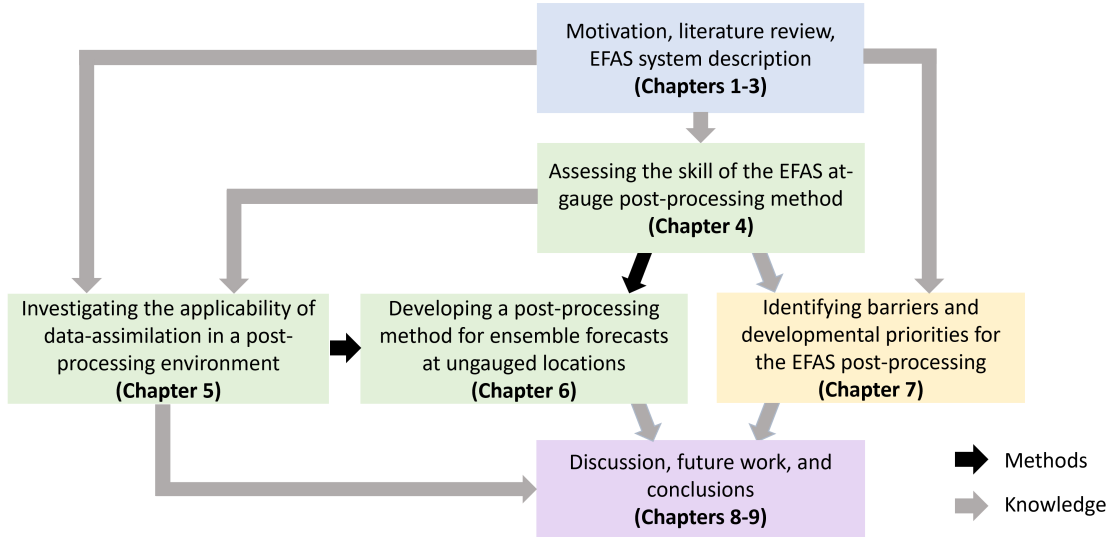 Motivation, literature review,
EFAS system description
(Chapters 1-3)
Assessing the skill of the EFAS at-
gauge post-processing method
(Chapter 4)
Investigating the applicability of
data-assimilation in a post-
processing environment
(Chapter 5)
Developing a post-processing
method for ensemble forecasts
at ungauged locations
(Chapter 6)
Identifying barriers and
developmental priorities for
the EFAS post-processing
(Chapter 7)
Discussion, future work, and
conclusions
(Chapters 8-9)
Methods
Knowledge